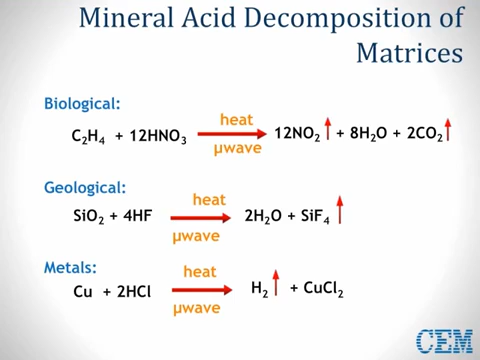 Mineral Acid Decomposition of
Matrices
Biological:
C₂H₄ + 12HNO₃ heat µwave 12NO₂ + 8H₂O + 2CO₂
Geological:
SiO₂ + 4HF heat µwave 2H₂O + SiF₄
Metals:
Cu + 2HCl heat µwave H₂ + CuCl₂
CEM